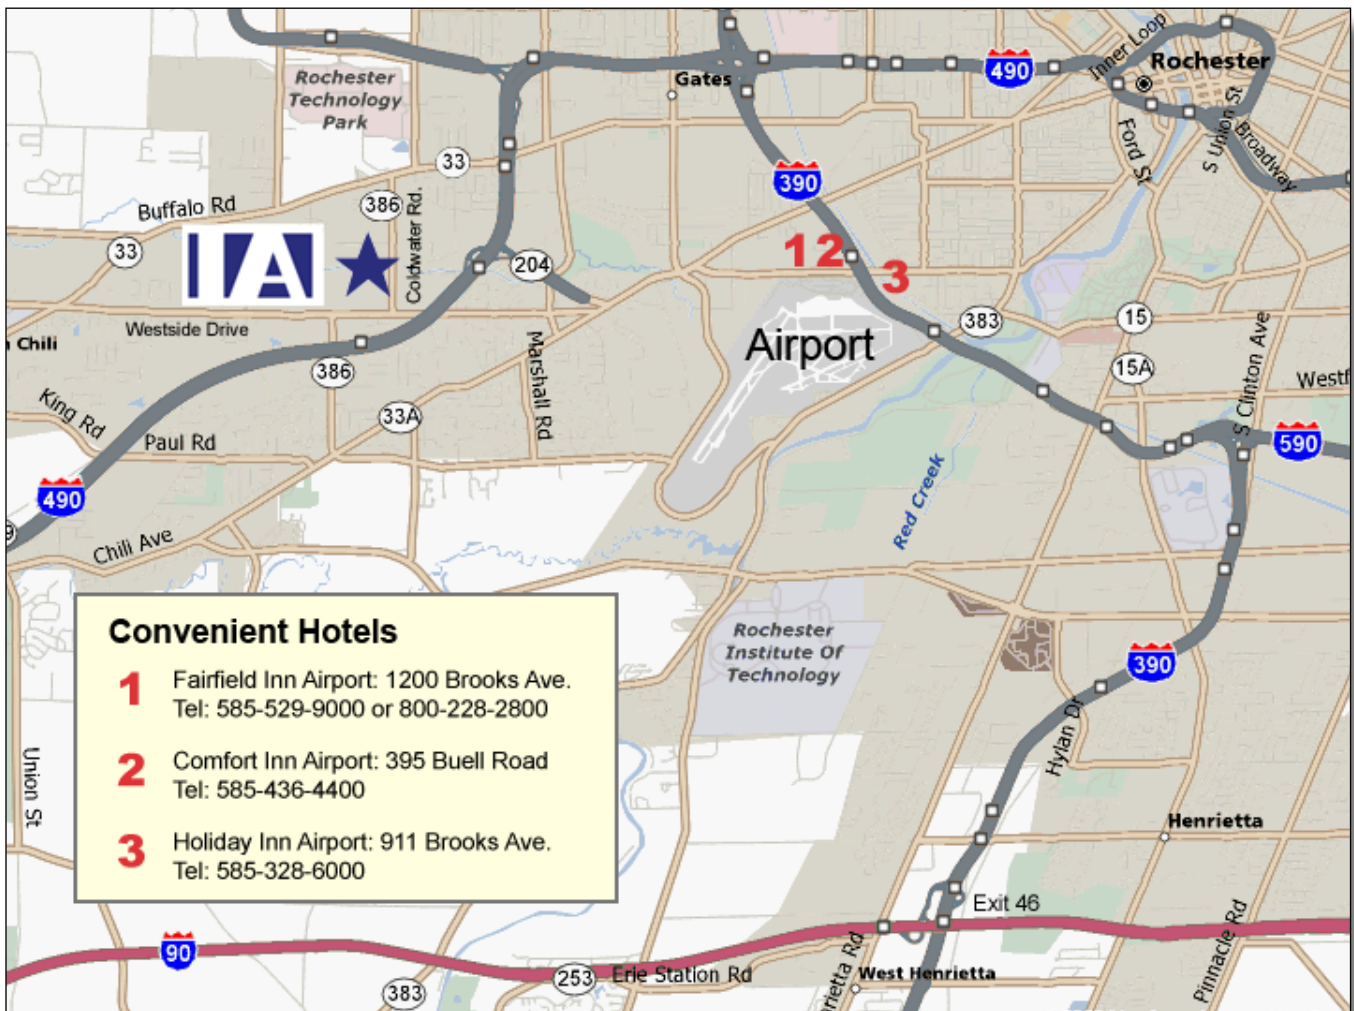 Inner Loop
Rochester
490
Gates
Rochester
Technology
Park
S Union St
Ford St
Broadway
33
390
386
Buffalo Rd
Coldwater Rd.
33
IA
204
1 2
3
383
15
Westside Drive
Airport
Chili
Marshall Rd
S Clinton Ave
386
15A
Westf
King Rd
33A
Paul Rd
590
490
Red Creek
9
Chili Ave
Convenient Hotels
1 Fairfield Inn Airport: 1200 Brooks Ave.
Tel: 585-529-9000 or 800-228-2800
2 Comfort Inn Airport: 395 Buell Road
Tel: 585-436-4400
3 Holiday Inn Airport: 911 Brooks Ave.
Tel: 585-328-6000
Rochester
Institute Of
Technology
390
Hylan Dr
Union St
Henrietta
Exit 46
90
Pinnacle Rd
253
Erie Station Rd
rietta Rd
West Henrietta
383